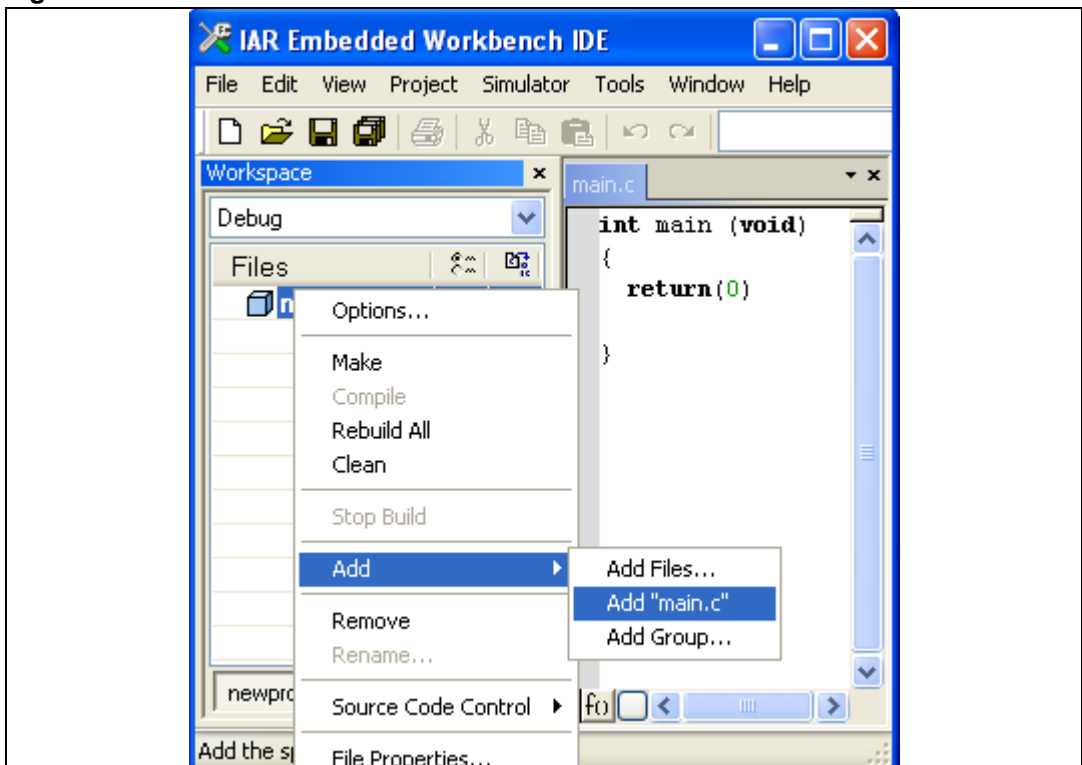 IAR Embedded Workbench IDE
File Edit View Project Simulator Tools Window Help
Workspace
main.c
Debug
int main (void)
Files
{
return(0)
}
Options...
Make
Compile
Rebuild All
Clean
Stop Build
Add
Add Files...
Add "main.c"
Add Group...
Remove
Rename...
Source Code Control
Add the
File Properties...